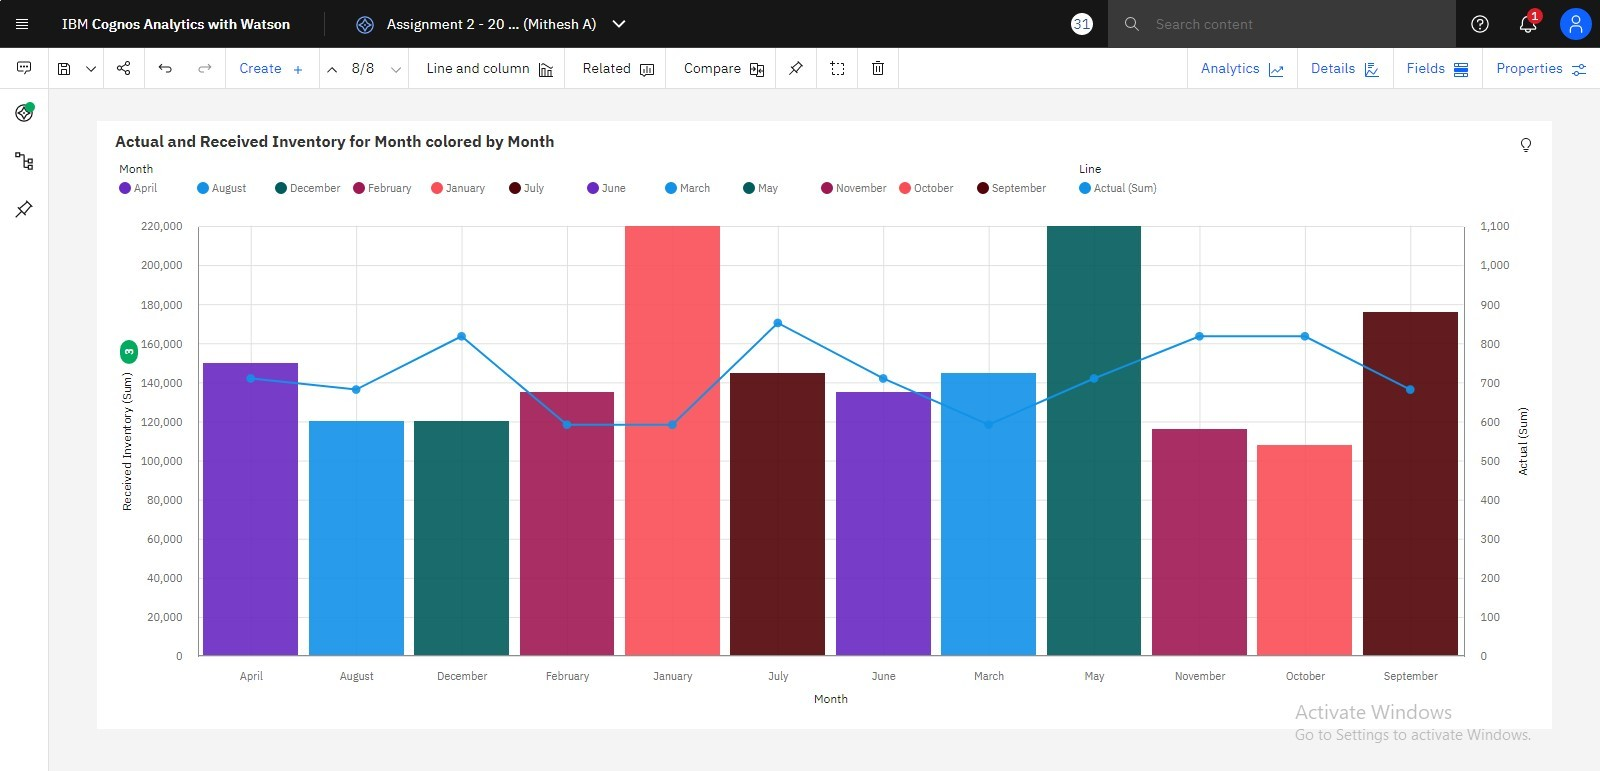 IBM Cognos Analytics with Watson
Assignment 2 - 20 ... (Mithesh A)
31
Search content
1
Create +
8/8
Line and column
Related
Compare
Analytics
Details
Fields
Properties
Actual and Received Inventory for Month colored by Month
Month
Line
April August December February January July June March May November October September Actual (Sum)
220,000 1,100
200,000 1,000
180,000 900
160,000 800
140,000 700
120,000 600
100,000 500
80,000 400
60,000 300
40,000 200
20,000 100
0 0
3
Received Inventory (Sum)
Actual (Sum)
April August December February January July June March May November October September
Month
Activate Windows
Go to Settings to activate Windows.